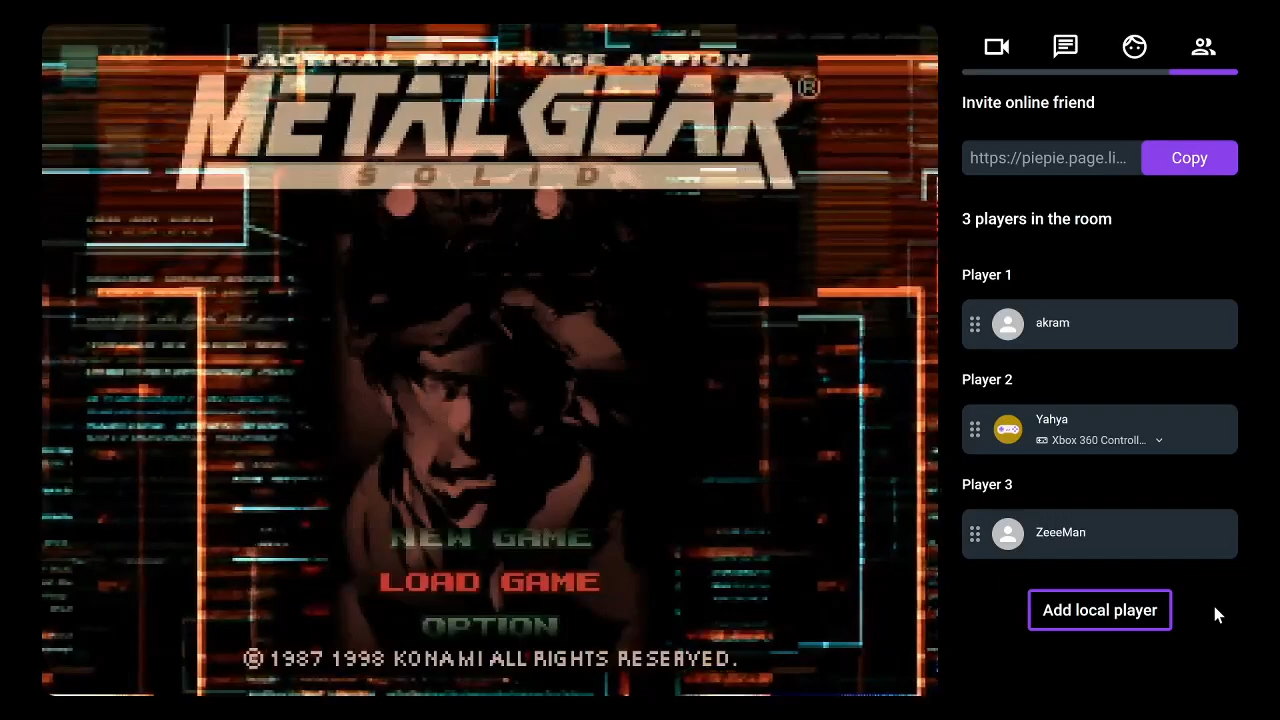 TACTICAL ESPIONAGE ACTION
METAL GEAR®
SOLID
NEW GAME
LOAD GAME
OPTION
© 1987 1998 KONAMI ALL RIGHTS RESERVED.
Invite online friend
https://piepie.page.li...
Copy
3 players in the room
Player 1
akram
Player 2
Yahya
Xbox 360 Controll...
Player 3
ZeeeMan
Add local player